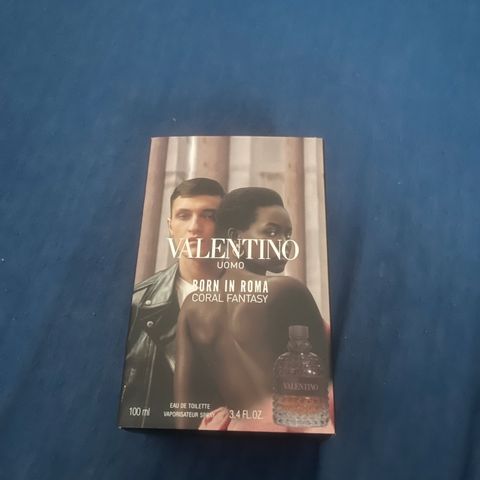 VALENTINO
UOMO
BORN IN ROMA
CORAL FANTASY
VALENTINO
EAU DE TOILETTE
100 ml VAPORISATEUR SPRAY 3.4 FL.OZ.